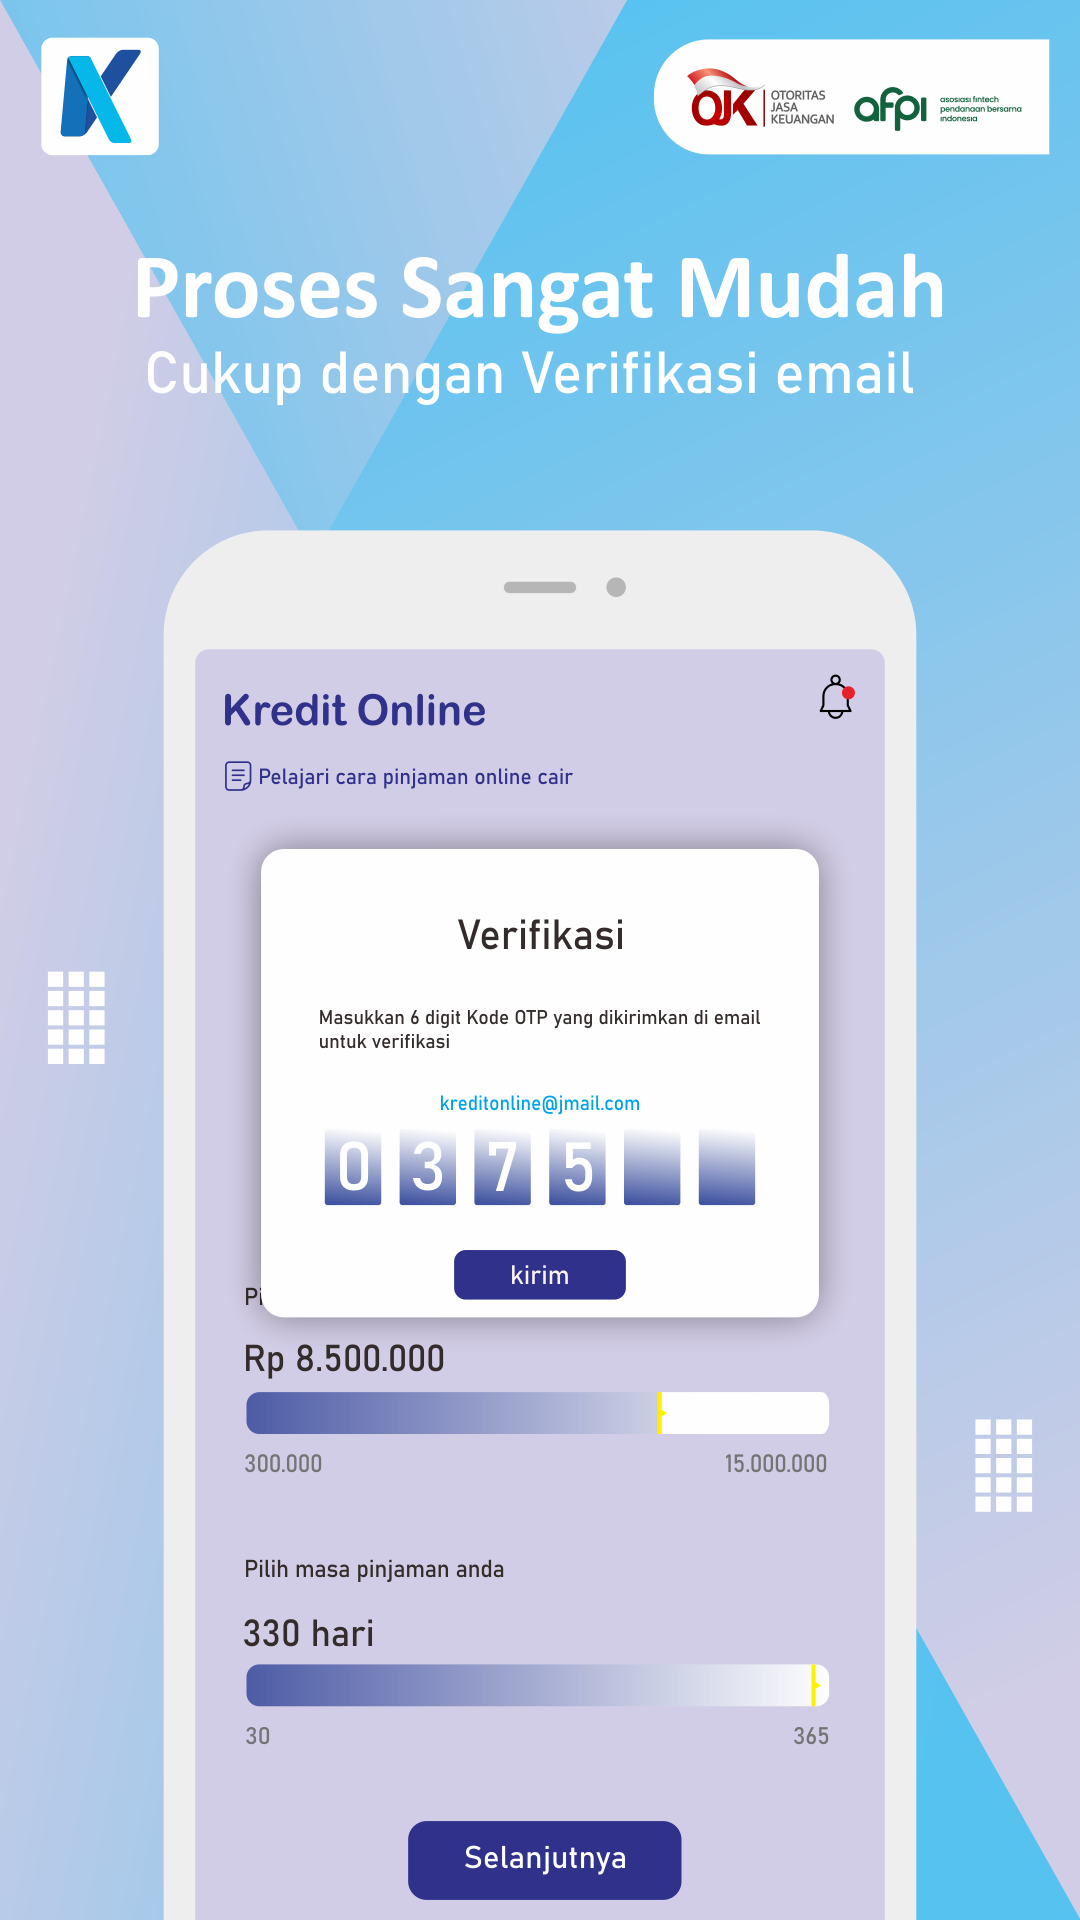 OJK
OTORITAS
JASA
KEUANGAN
afpi
asosiasi fintech
pendanaan bersama
indonesia
Proses Sangat Mudah
Cukup dengan Verifikasi email
Kredit Online
Pelajari cara pinjaman online cair
Verifikasi
Masukkan 6 digit Kode OTP yang dikirimkan di email
untuk verifikasi
kreditonline@jmail.com
0 3 7 5
kirim
Pi
Rp 8.500.000
300.000 15.000.000
Pilih masa pinjaman anda
330 hari
30 365
Selanjutnya